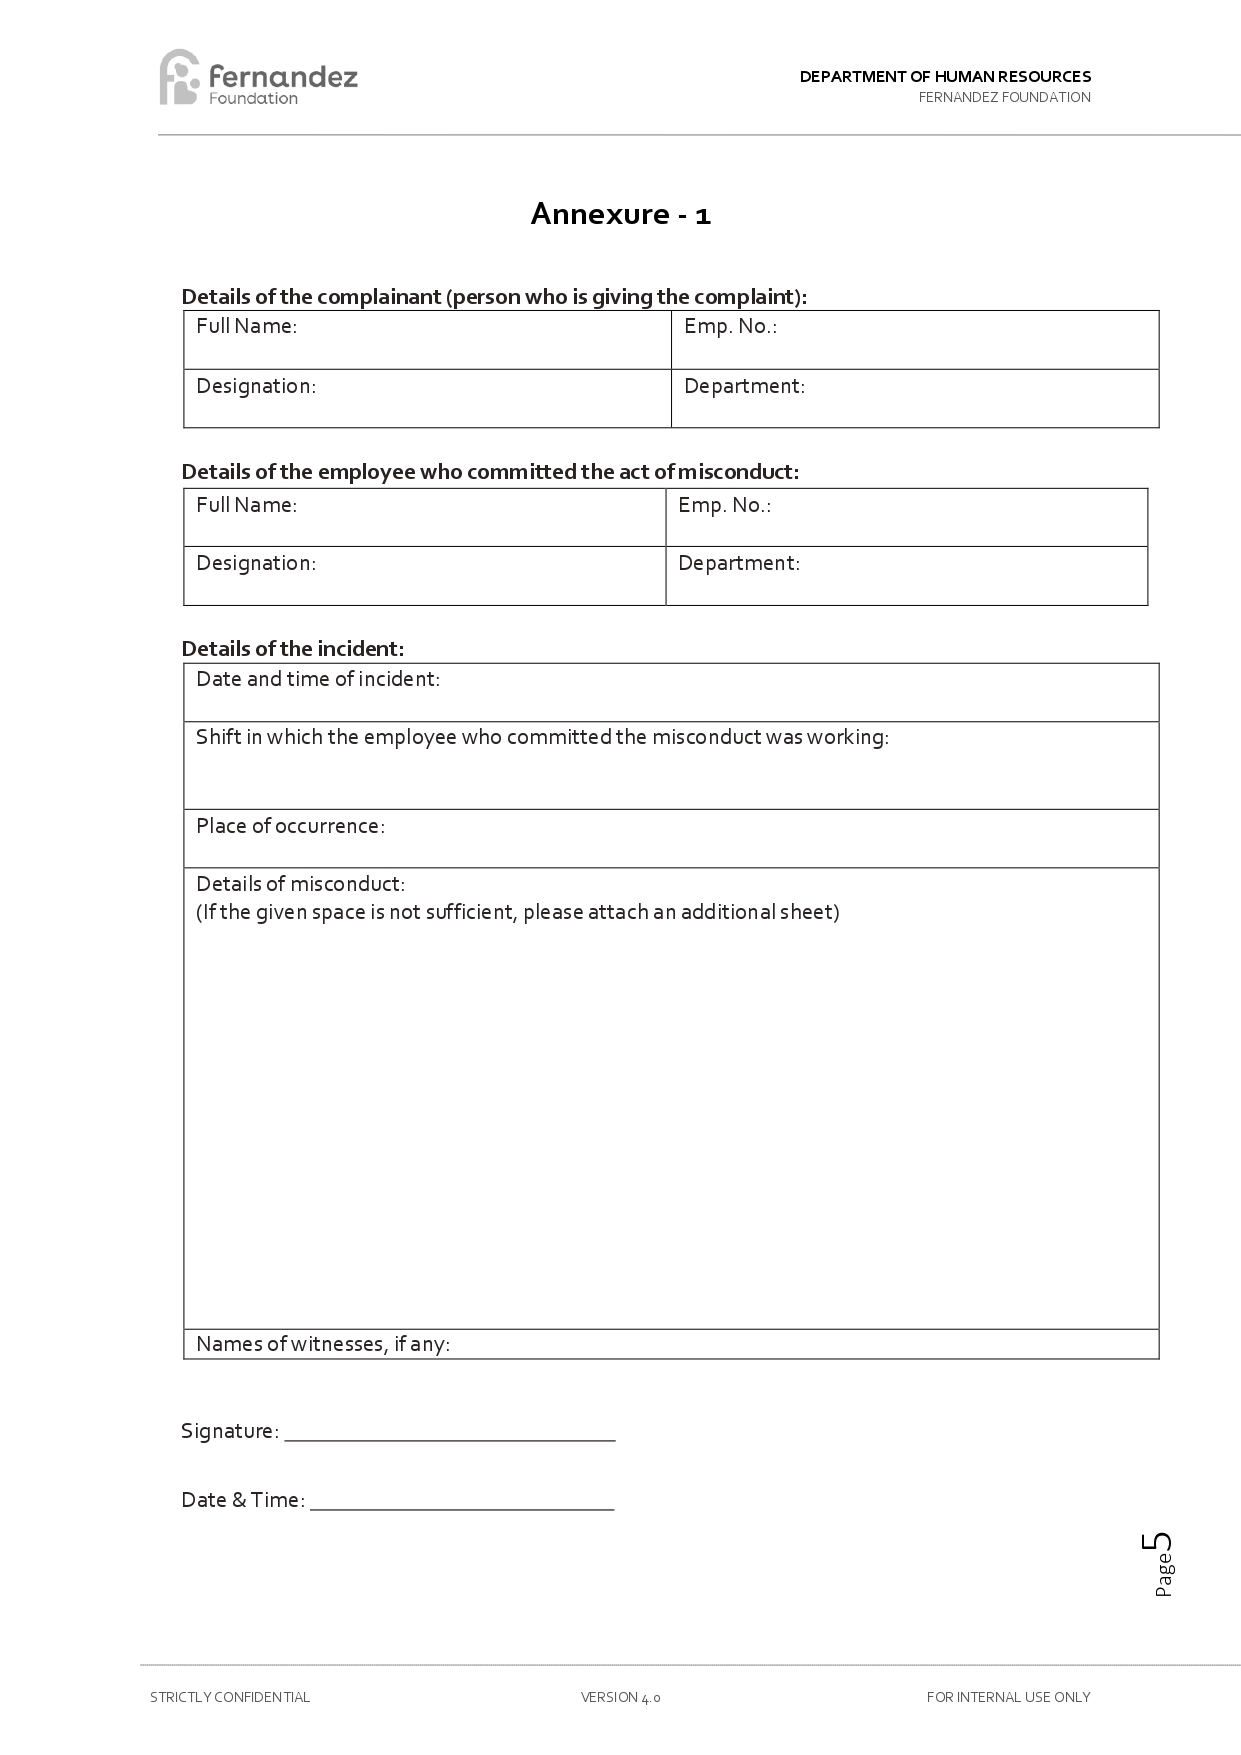 fernandez
Foundation
DEPARTMENT OF HUMAN RESOURCES
FERNANDEZ FOUNDATION
Annexure - 1
Details of the complainant (person who is giving the complaint):
Full Name:
Emp. No.:
Designation:
Department:
Details of the employee who committed the act of misconduct:
Full Name:
Emp. No.:
Designation:
Department:
Details of the incident:
Date and time of incident:
Shift in which the employee who committed the misconduct was working:
Place of occurrence:
Details of misconduct:
(If the given space is not sufficient, please attach an additional sheet)
Names of witnesses, if any:
Signature: ______________________________
Date & Time: ____________________________
Page 5
STRICTLY CONFIDENTIAL
VERSION 4.0
FOR INTERNAL USE ONLY